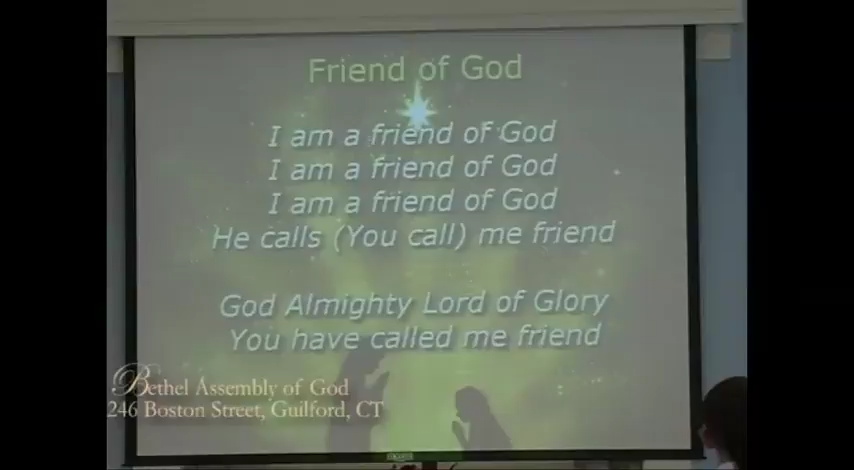 Friend of God
I am a friend of God
I am a friend of God
I am a friend of God
He calls (You call) me friend
God Almighty Lord of Glory
You have called me friend
Bethel Assembly of God
246 Boston Street, Guilford, CT